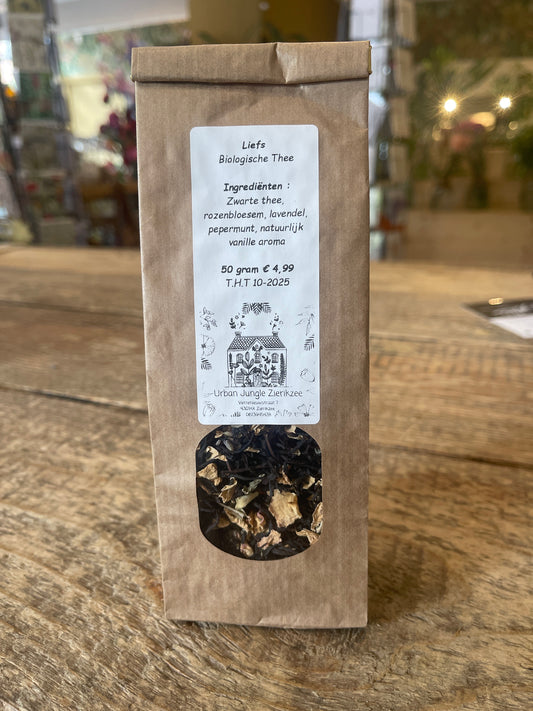 Liefs
Biologische Thee
Ingrediënten :
Zwarte thee,
rozenbloesem, lavendel,
pepermunt, natuurlijk
vanille aroma
50 gram € 4,99
T.H.T 10-2025
Urban Jungle Zierikzee
Zierikzee